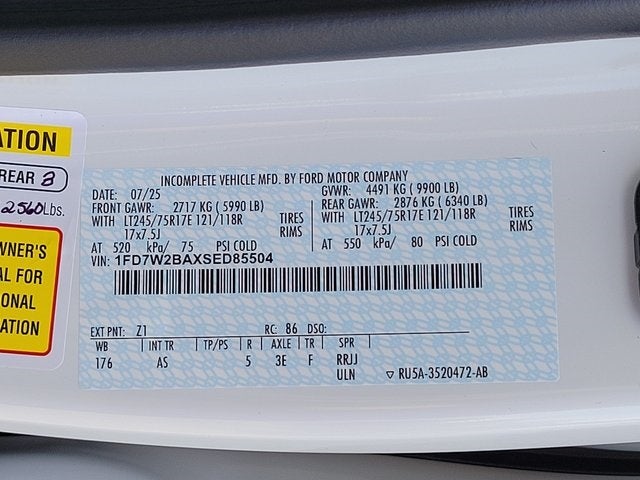 ATION
REAR 3
2560 Lbs.
WNER'S
AL FOR
ONAL
ATION
INCOMPLETE VEHICLE MFD. BY FORD MOTOR COMPANY
DATE: 07/25 GVWR: 4491 KG ( 9900 LB)
FRONT GAWR: 2717 KG ( 5990 LB) REAR GAWR: 2876 KG ( 6340 LB)
WITH LT245/75R17E 121/118R TIRES WITH LT245/75R17E 121/118R TIRES
17x7.5J RIMS 17x7.5J RIMS
AT 520 kPa/ 75 PSI COLD AT 550 kPa/ 80 PSI COLD
VIN: 1FD7W2BAXSED85504
EXT PNT: Z1 RC: 86 DSO:
WB INT TR TP/PS R AXLE TR SPR
176 AS 5 3E F RRJJ
ULN ▽ RU5A-3520472-AB